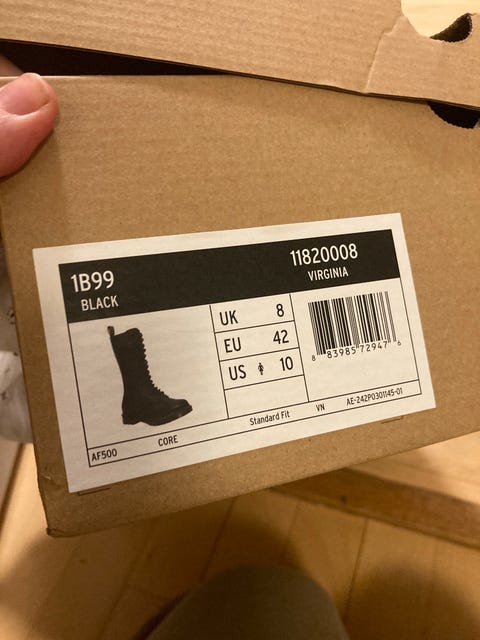 1B99
BLACK
11820008
VIRGINIA
UK 8
EU 42
US 10
8 83985 72947 6
AF500
CORE
Standard Fit
VN
AE-242P0301145-01